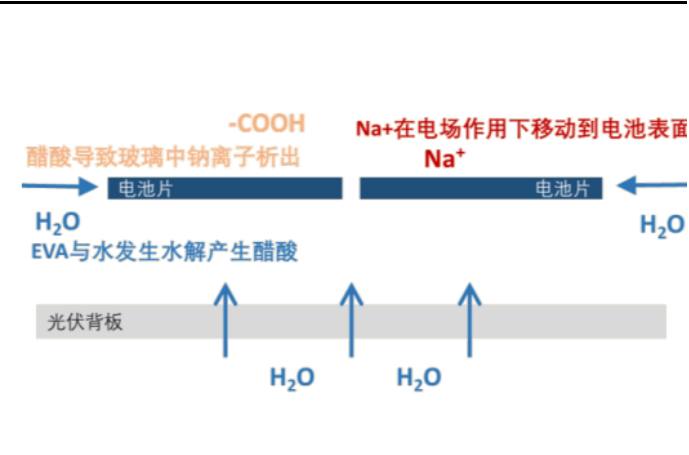 -COOH
Na+在电场作用下移动到电池表面
醋酸导致玻璃中钠离子析出
Na⁺
电池片
电池片
H₂O
H₂O
EVA与水发生水解产生醋酸
光伏背板
H₂O
H₂O